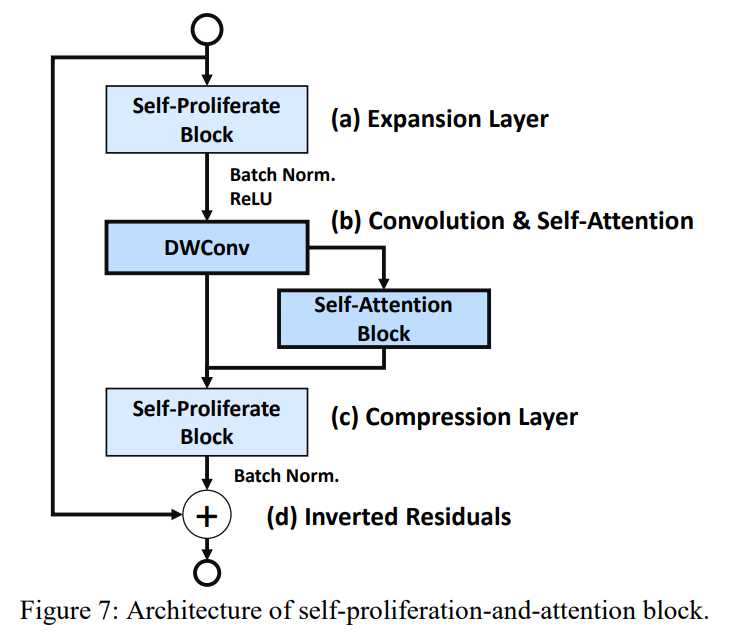 Self-Proliferate
Block
(a) Expansion Layer
Batch Norm.
ReLU
(b) Convolution & Self-Attention
DWConv
Self-Attention
Block
Self-Proliferate
Block
(c) Compression Layer
Batch Norm.
+
(d) Inverted Residuals
Figure 7: Architecture of self-proliferation-and-attention block.